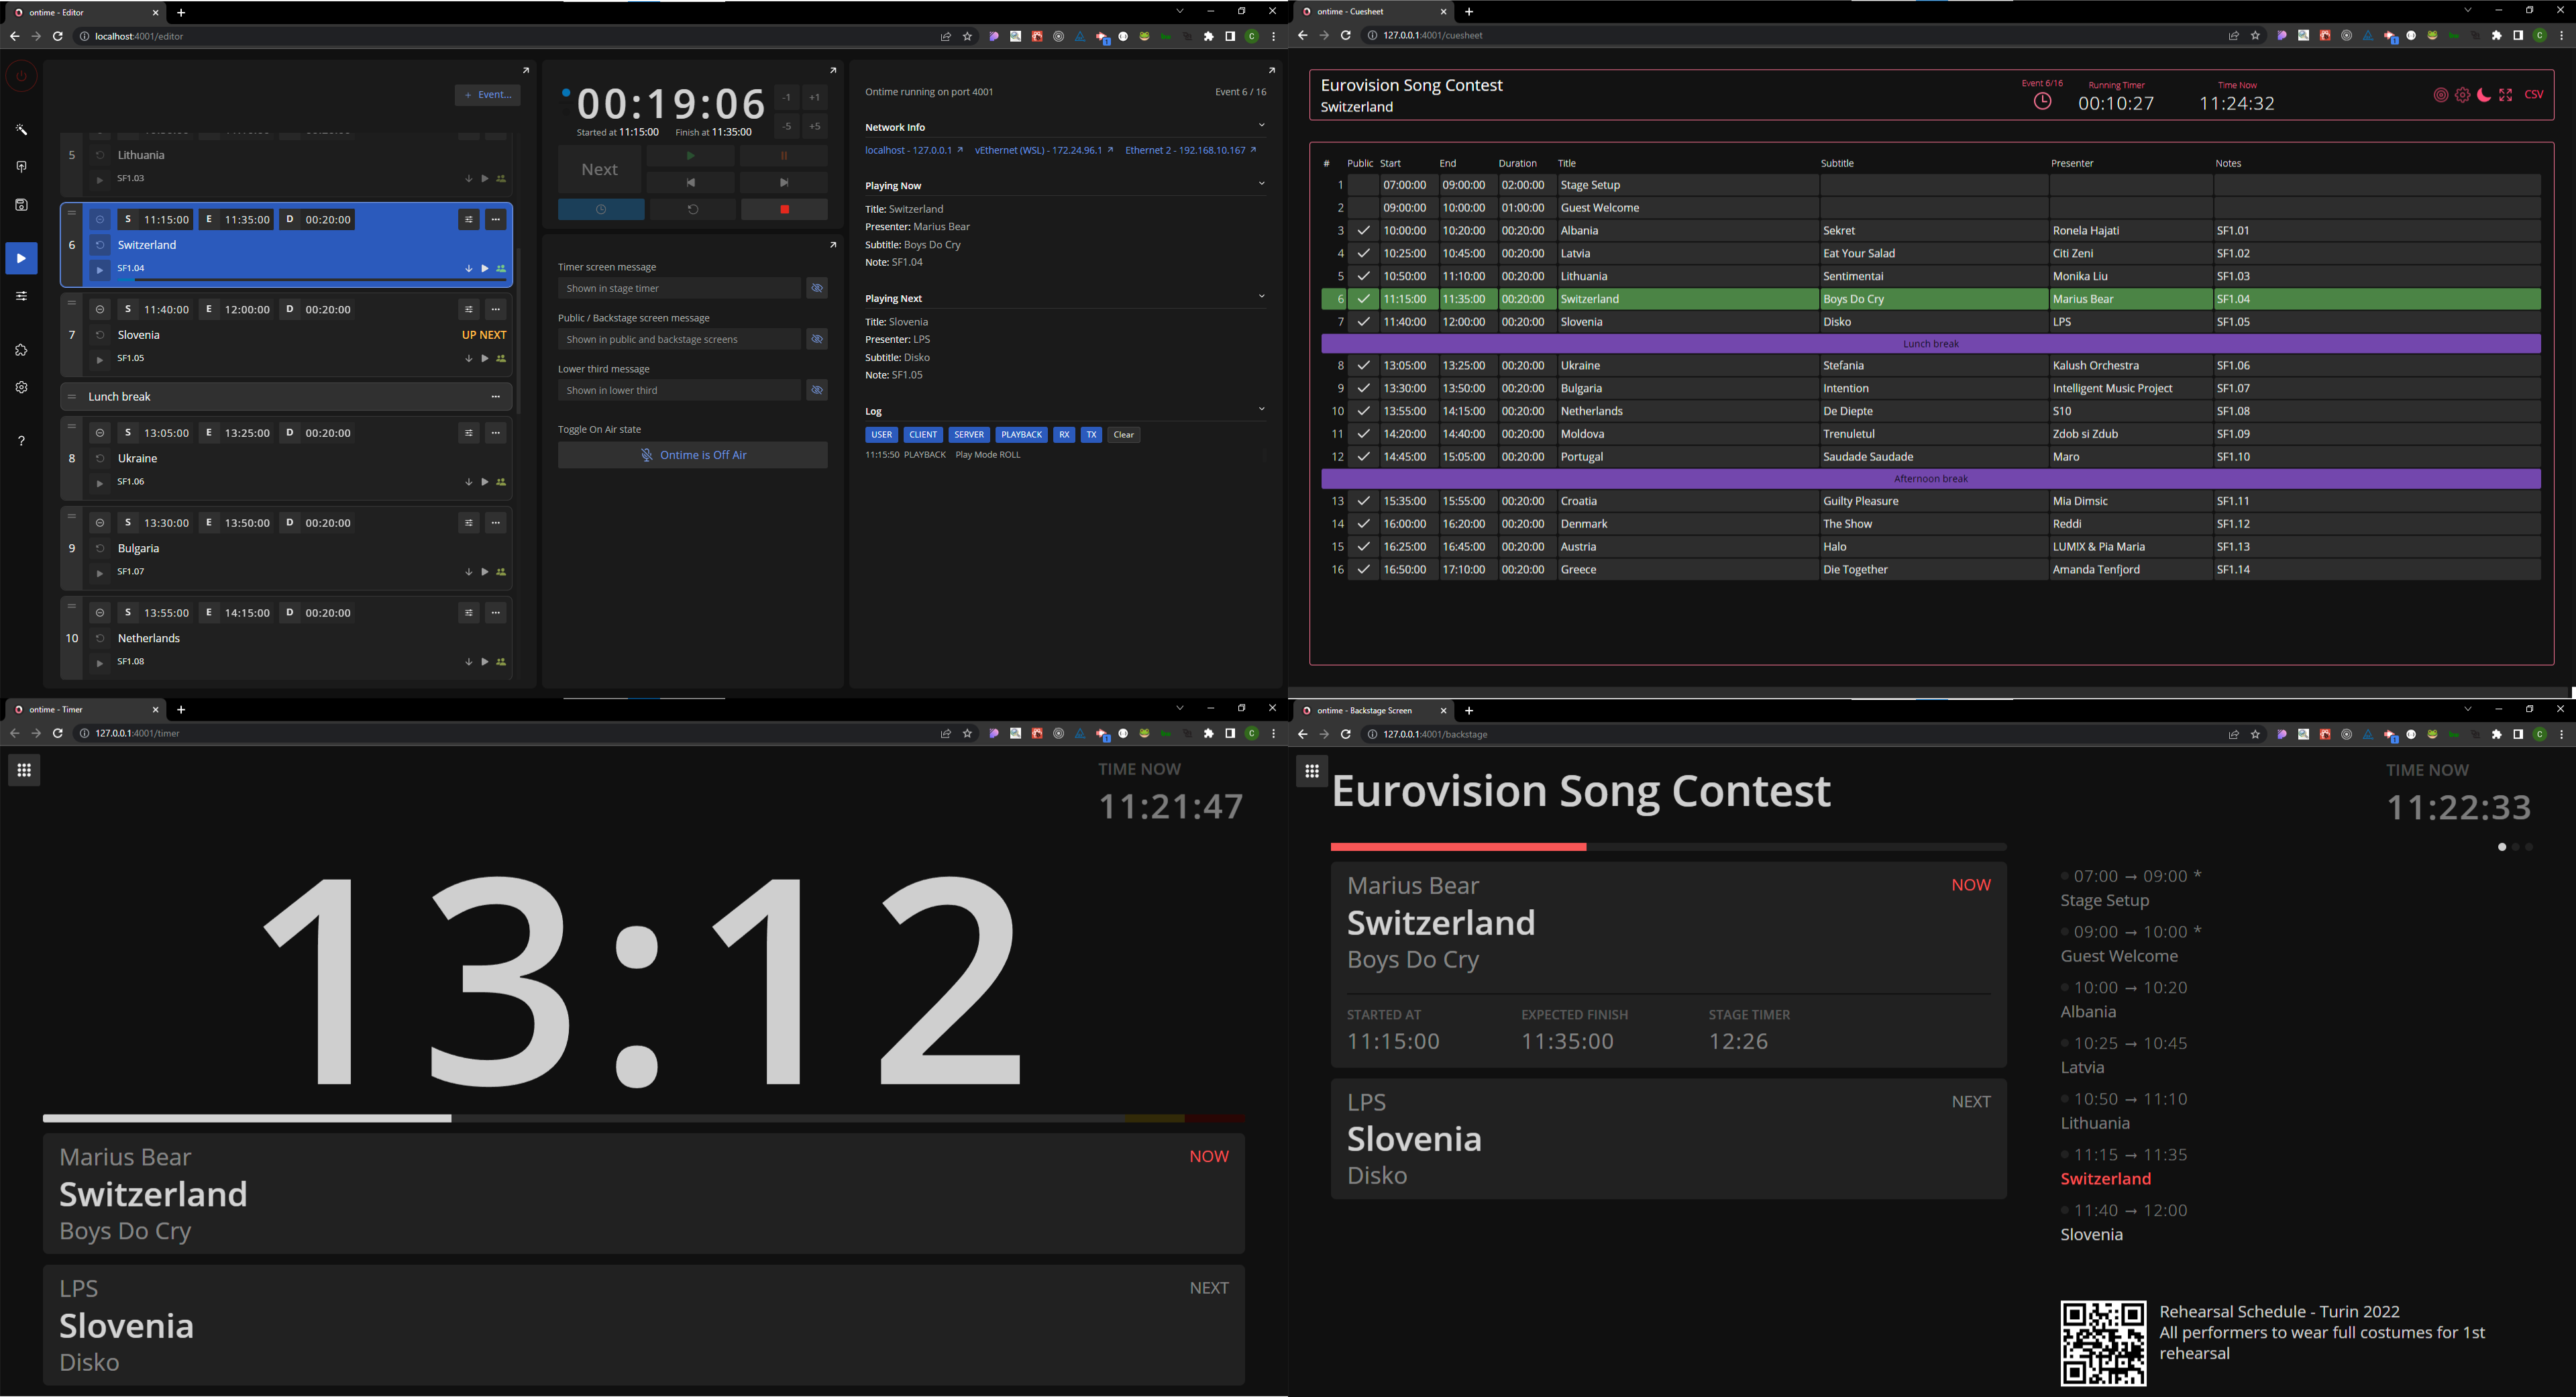 ontime - Editor
localhost:4001/editor
+ Event...
5
Lithuania
SF1.03
S 11:15:00 E 11:35:00 D 00:20:00
6
Switzerland
SF1.04
S 11:40:00 E 12:00:00 D 00:20:00
7
Slovenia
UP NEXT
SF1.05
Lunch break
S 13:05:00 E 13:25:00 D 00:20:00
8
Ukraine
SF1.06
S 13:30:00 E 13:50:00 D 00:20:00
9
Bulgaria
SF1.07
S 13:55:00 E 14:15:00 D 00:20:00
10
Netherlands
SF1.08
00:19:06
-1 +1
-5 +5
Started at 11:15:00 Finish at 11:35:00
Next
Timer screen message
Shown in stage timer
Public / Backstage screen message
Shown in public and backstage screens
Lower third message
Shown in lower third
Toggle On Air state
Ontime is Off Air
Ontime running on port 4001
Event 6 / 16
Network Info
localhost - 127.0.0.1 vEthernet (WSL) - 172.24.96.1 Ethernet 2 - 192.168.10.167
Playing Now
Title: Switzerland
Presenter: Marius Bear
Subtitle: Boys Do Cry
Note: SF1.04
Playing Next
Title: Slovenia
Presenter: LPS
Subtitle: Disko
Note: SF1.05
Log
USER CLIENT SERVER PLAYBACK RX TX Clear
11:15:50 PLAYBACK Play Mode ROLL
ontime - Cuesheet
127.0.0.1:4001/cuesheet
Eurovision Song Contest
Switzerland
Event 6/16
Running Timer
00:10:27
Time Now
11:24:32
CSV
# Public Start End Duration Title Subtitle Presenter Notes
1 07:00:00 09:00:00 02:00:00 Stage Setup
2 09:00:00 10:00:00 01:00:00 Guest Welcome
3 10:00:00 10:20:00 00:20:00 Albania Sekret Ronela Hajati SF1.01
4 10:25:00 10:45:00 00:20:00 Latvia Eat Your Salad Citi Zeni SF1.02
5 10:50:00 11:10:00 00:20:00 Lithuania Sentimentai Monika Liu SF1.03
6 11:15:00 11:35:00 00:20:00 Switzerland Boys Do Cry Marius Bear SF1.04
7 11:40:00 12:00:00 00:20:00 Slovenia Disko LPS SF1.05
Lunch break
8 13:05:00 13:25:00 00:20:00 Ukraine Stefania Kalush Orchestra SF1.06
9 13:30:00 13:50:00 00:20:00 Bulgaria Intention Intelligent Music Project SF1.07
10 13:55:00 14:15:00 00:20:00 Netherlands De Diepte S10 SF1.08
11 14:20:00 14:40:00 00:20:00 Moldova Trenuletul Zdob si Zdub SF1.09
12 14:45:00 15:05:00 00:20:00 Portugal Saudade Saudade Maro SF1.10
Afternoon break
13 15:35:00 15:55:00 00:20:00 Croatia Guilty Pleasure Mia Dimsic SF1.11
14 16:00:00 16:20:00 00:20:00 Denmark The Show Reddi SF1.12
15 16:25:00 16:45:00 00:20:00 Austria Halo LUM!X & Pia Maria SF1.13
16 16:50:00 17:10:00 00:20:00 Greece Die Together Amanda Tenfjord SF1.14
ontime - Timer
127.0.0.1:4001/timer
TIME NOW
11:21:47
13:12
Marius Bear
NOW
Switzerland
Boys Do Cry
LPS
NEXT
Slovenia
Disko
ontime - Backstage Screen
127.0.0.1:4001/backstage
Eurovision Song Contest
TIME NOW
11:22:33
Marius Bear
NOW
Switzerland
Boys Do Cry
STARTED AT EXPECTED FINISH STAGE TIMER
11:15:00 11:35:00 12:26
LPS
NEXT
Slovenia
Disko
07:00 → 09:00 *
Stage Setup
09:00 → 10:00 *
Guest Welcome
10:00 → 10:20
Albania
10:25 → 10:45
Latvia
10:50 → 11:10
Lithuania
11:15 → 11:35
Switzerland
11:40 → 12:00
Slovenia
Rehearsal Schedule - Turin 2022
All performers to wear full costumes for 1st
rehearsal